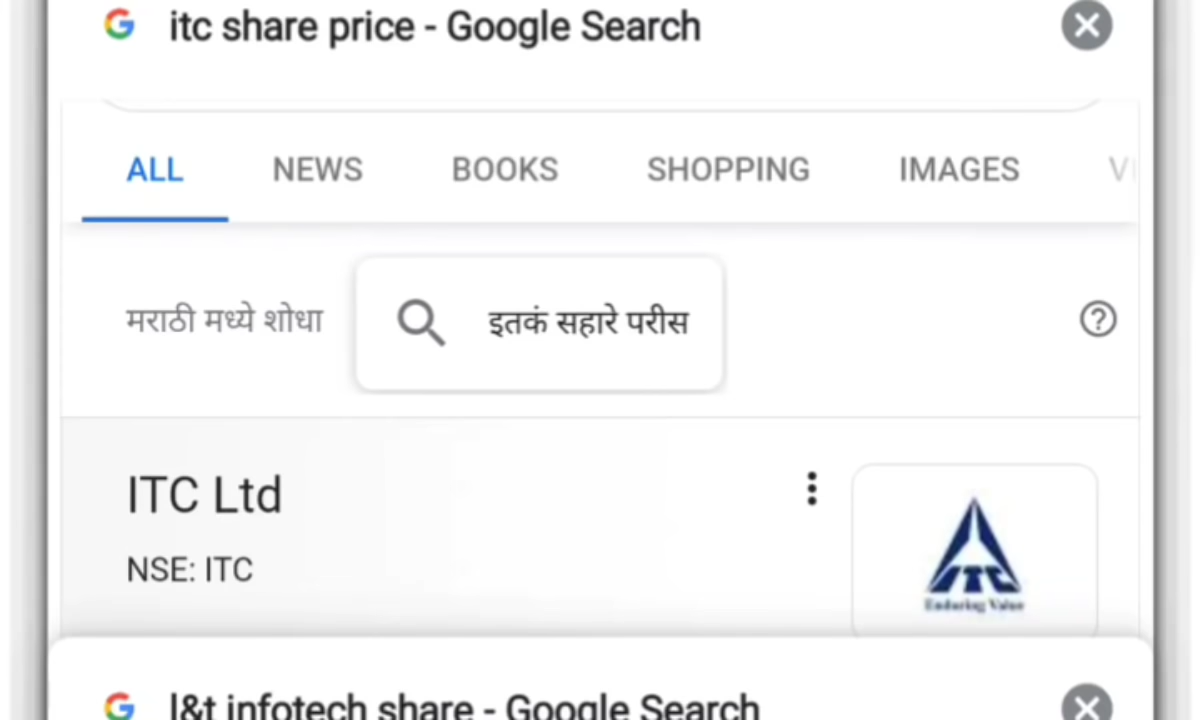 itc share price - Google Search
ALL NEWS BOOKS SHOPPING IMAGES
मराठी मध्ये शोधा इतकं सहारे परीस
ITC Ltd
NSE: ITC
ITC
Enduring Value
l&t infotech share - Google Search